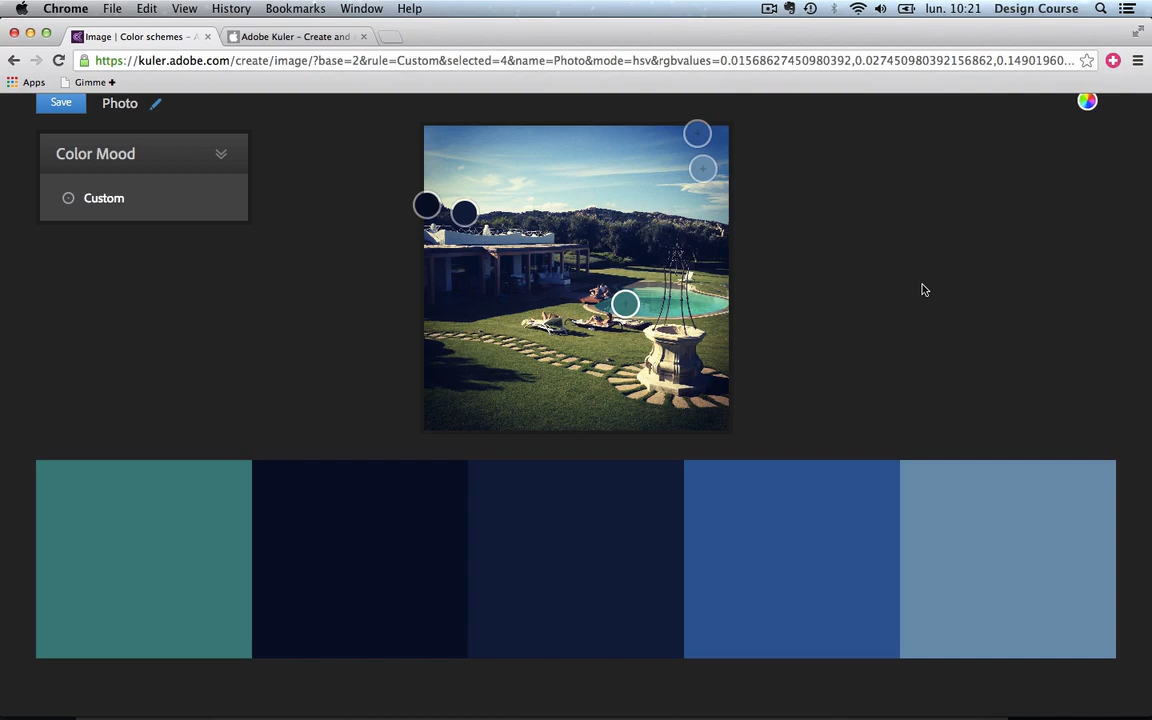 Chrome File Edit View History Bookmarks Window Help lun. 10:21 Design Course
Image | Color schemes - A Adobe Kuler - Create and
https://kuler.adobe.com/create/image/?base=2&rule=Custom&selected=4&name=Photo&mode=hsv&rgbvalues=0.01568627450980392,0.027450980392156862,0.14901960...
Apps Gimme
Save Photo
Color Mood
Custom